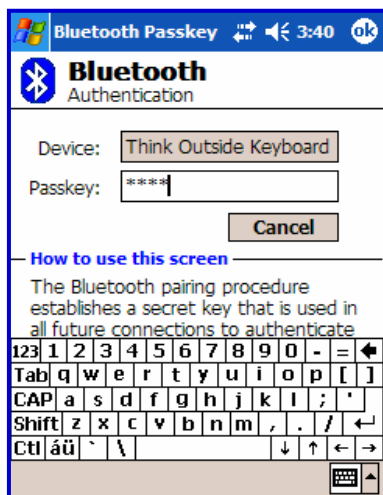 Bluetooth Passkey 3:40 ok
Bluetooth
Authentication
Device: Think Outside Keyboard
Passkey: ****
Cancel
How to use this screen
The Bluetooth pairing procedure
establishes a secret key that is used in
all future connections to authenticate
123 1 2 3 4 5 6 7 8 9 0 - = 
Tab q w e r t y u i o p [ ]
CAP a s d f g h j k l ; '
Shift z x c v b n m , . / ↵
Ctl áü ` \ ↓ ↑ ← →